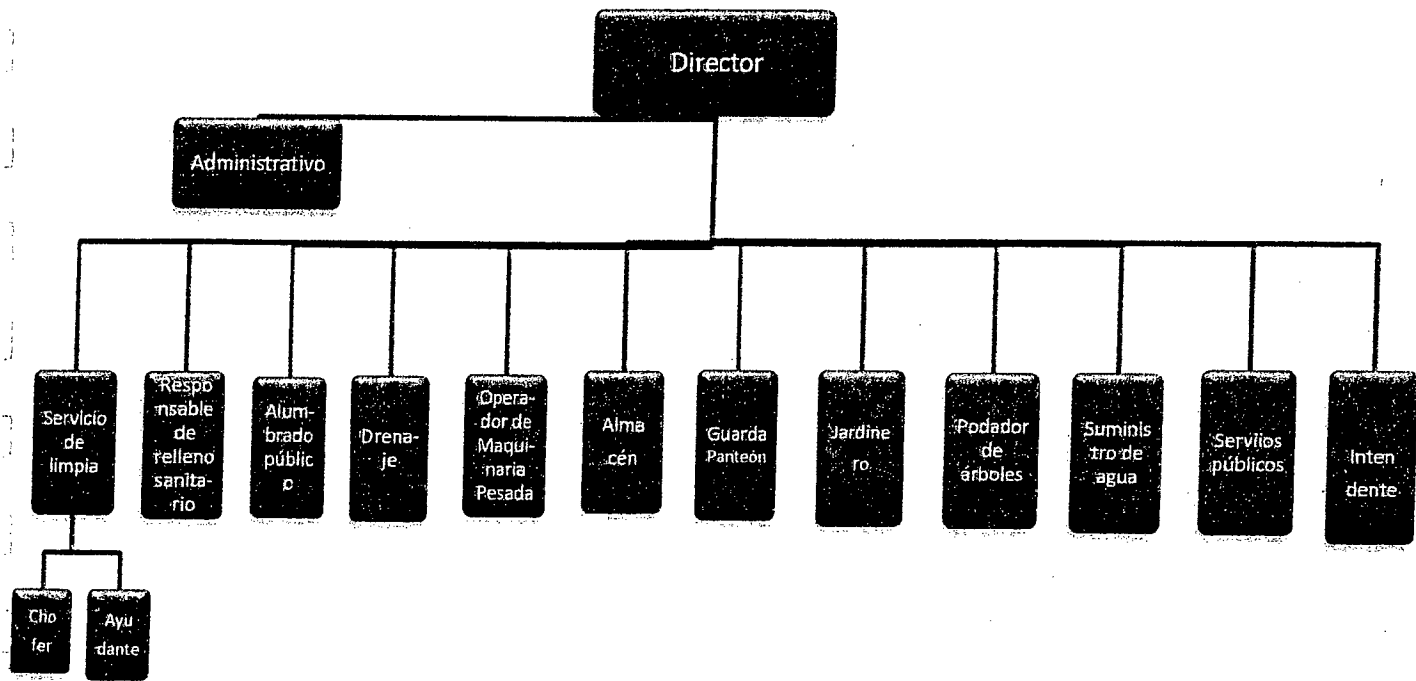 Director
Administrativo
Servicio
de
limpia
Respo
nsable
de
relleno
sanita-
rio
Alum-
brado
públic
o
Drena-
je
Opera-
dor de
Maqui-
naria
Pesada
Alma
cén
Guarda
Panteón
Jardine
ro
Podador
de
árboles
Suminis
tro de
agua
Serviios
públicos
Inten
dente
Cho
fer
Ayu
dante